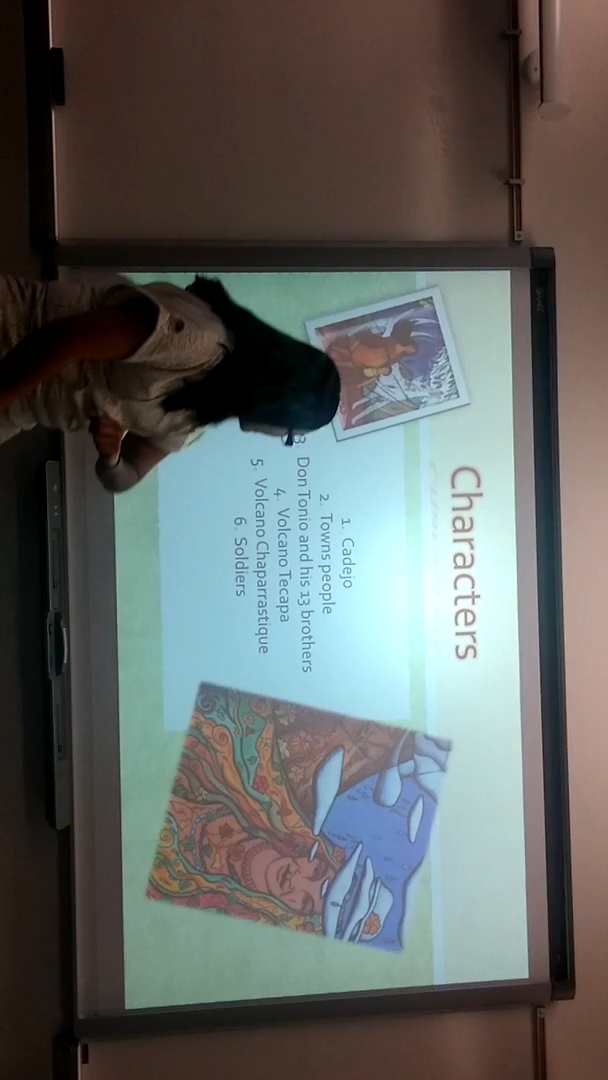 Characters
1. Cadejo
2. Towns people
3. Don Tonio and his 13 brothers
4. Volcano Tecapa
5. Volcano Chaparrastique
6. Soldiers
SMART